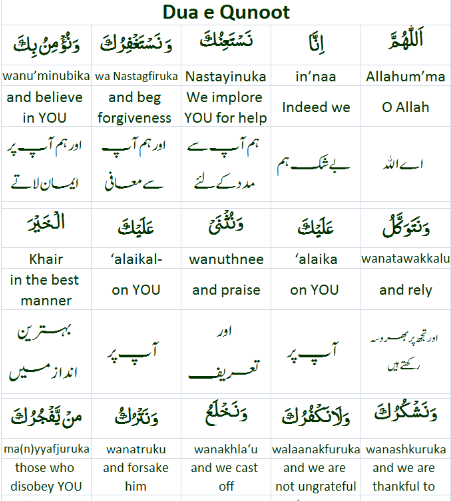 Dua e Qunoot
اَللّٰهُمَّ اِنَّا نَسْتَعِيْنُكَ وَنَسْتَغْفِرُكَ وَنُؤْمِنُ بِكَ
Allahum'ma in'naa Nastayinuka wa Nastagfiruka wanu'minubika
O Allah Indeed we We implore YOU for help and beg forgiveness and believe in YOU
اے اللہ بے شک ہم ہم آپ سے مدد کے لئے اور ہم آپ سے معافی اور ہم آپ پر ایمان لاتے
وَنَتَوَكَّلُ عَلَيْكَ وَنُثْنِىْ عَلَيْكَ الْخَيْرَ
wanatawakkalu 'alaika wanuthnee 'alaikal- Khair
and rely on YOU and praise on YOU in the best manner
اور تجھ پر بھروسہ رکھتے ہیں آپ پر اور تعریف آپ پر بہترین انداز میں
وَنَشْكُرُكَ وَلَانَكْفُرُكَ وَنَخْلَعُ وَنَتْرُكُ مَنْ يَّفْجُرُكَ
wanashkuruka walaanakfuruka wanakhla'u wanatruku ma(n)yyafjuruka
and we are thankful to and we are not ungrateful and we cast off and forsake him those who disobey YOU